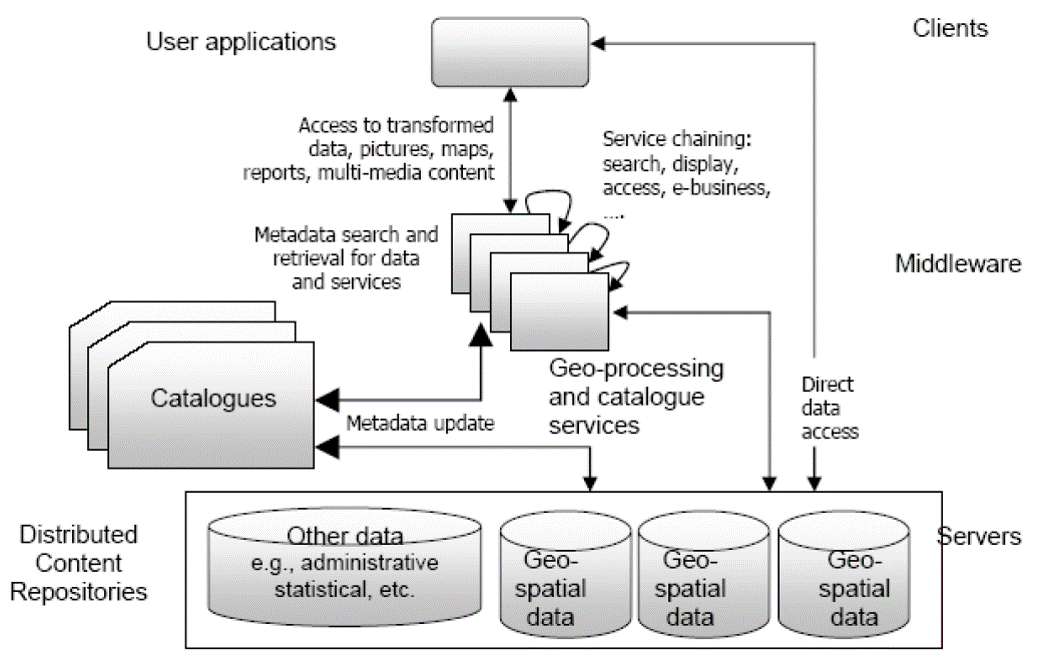 User applications
Clients
Access to transformed
data, pictures, maps,
reports, multi-media content
Service chaining:
search, display,
access, e-business,
....
Metadata search and
retrieval for data
and services
Middleware
Catalogues
Geo-processing
and catalogue
services
Metadata update
Direct
data
access
Distributed
Content
Repositories
Other data
e.g., administrative
statistical, etc.
Geo-
spatial
data
Geo-
spatial
data
Geo-
spatial
data
Servers